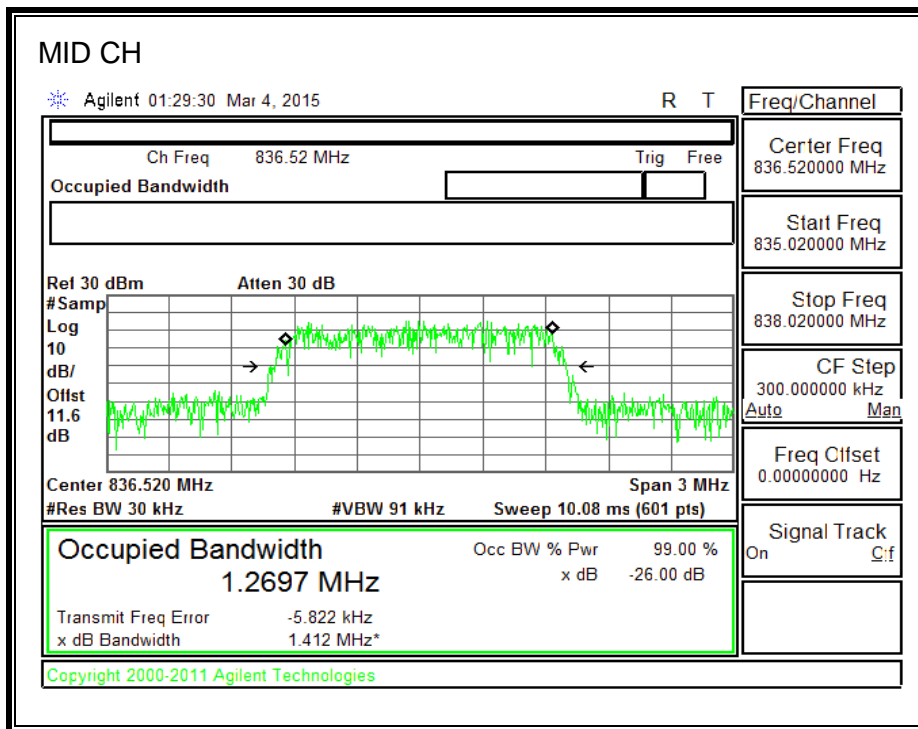 MID CH
Agilent 01:29:30 Mar 4, 2015 R T
Freq/Channel
Ch Freq 836.52 MHz Trig Free
Occupied Bandwidth
Center Freq
836.520000 MHz
Start Freq
835.020000 MHz
Stop Freq
838.020000 MHz
CF Step
300.000000 kHz
Auto Man
Freq Offset
0.00000000 Hz
Signal Track
On Off
Ref 30 dBm Atten 30 dB
#Samp
Log
10
dB/
Offst
11.6
dB
Center 836.520 MHz Span 3 MHz
#Res BW 30 kHz #VBW 91 kHz Sweep 10.08 ms (601 pts)
Occupied Bandwidth
1.2697 MHz
Occ BW % Pwr 99.00 %
x dB -26.00 dB
Transmit Freq Error -5.822 kHz
x dB Bandwidth 1.412 MHz*
Copyright 2000-2011 Agilent Technologies